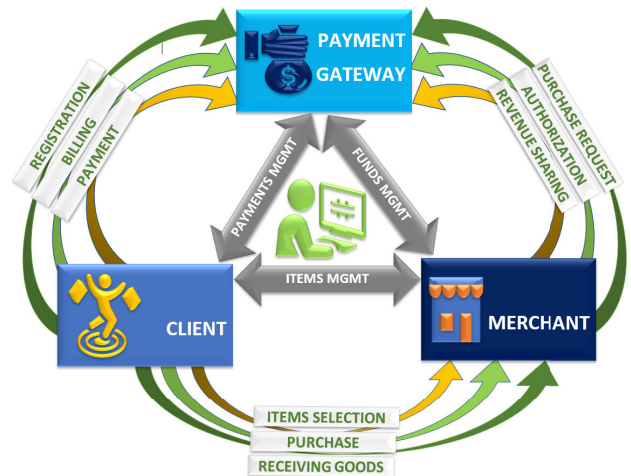 PAYMENT
GATEWAY
REGISTRATION
BILLING
PAYMENT
PURCHASE REQUEST
AUTHORIZATION
REVENUE SHARING
PAYMENTS MGMT
FUNDS MGMT
ITEMS MGMT
CLIENT
MERCHANT
ITEMS SELECTION
PURCHASE
RECEIVING GOODS